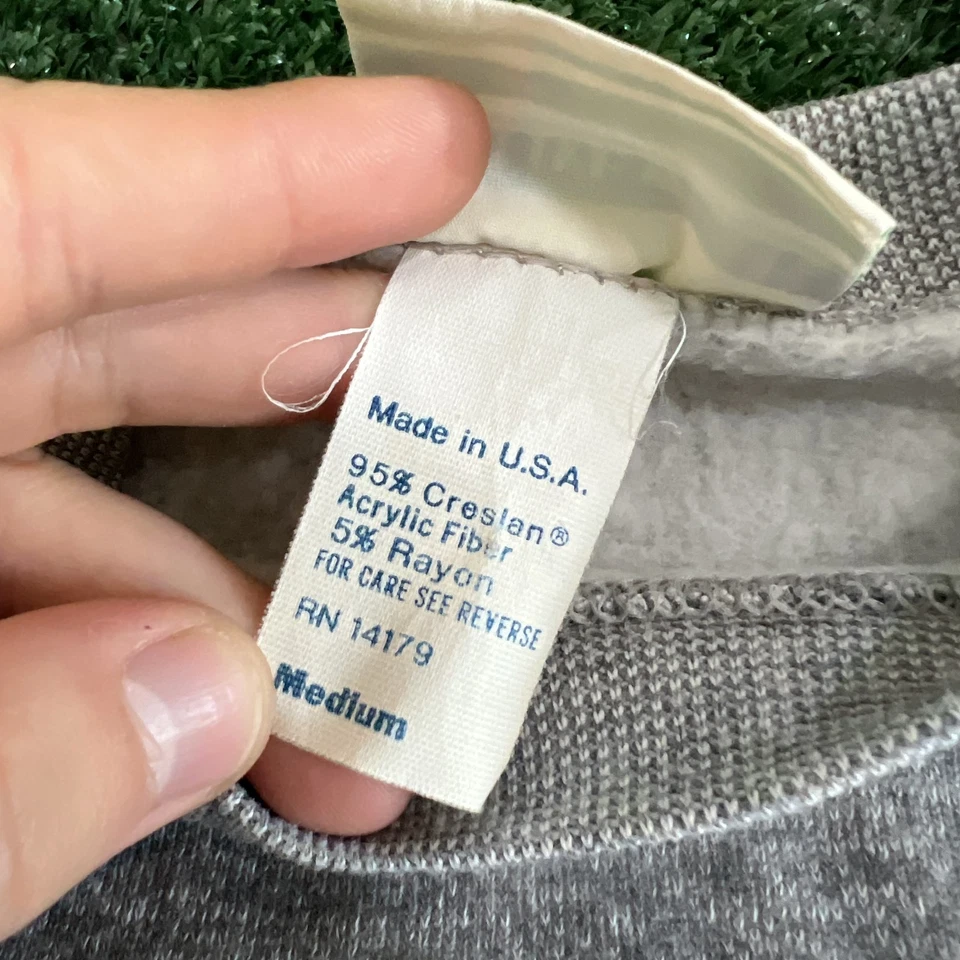 Made in U.S.A.
95% Creslan®
Acrylic Fiber
5% Rayon
FOR CARE SEE REVERSE
RN 14179
Medium